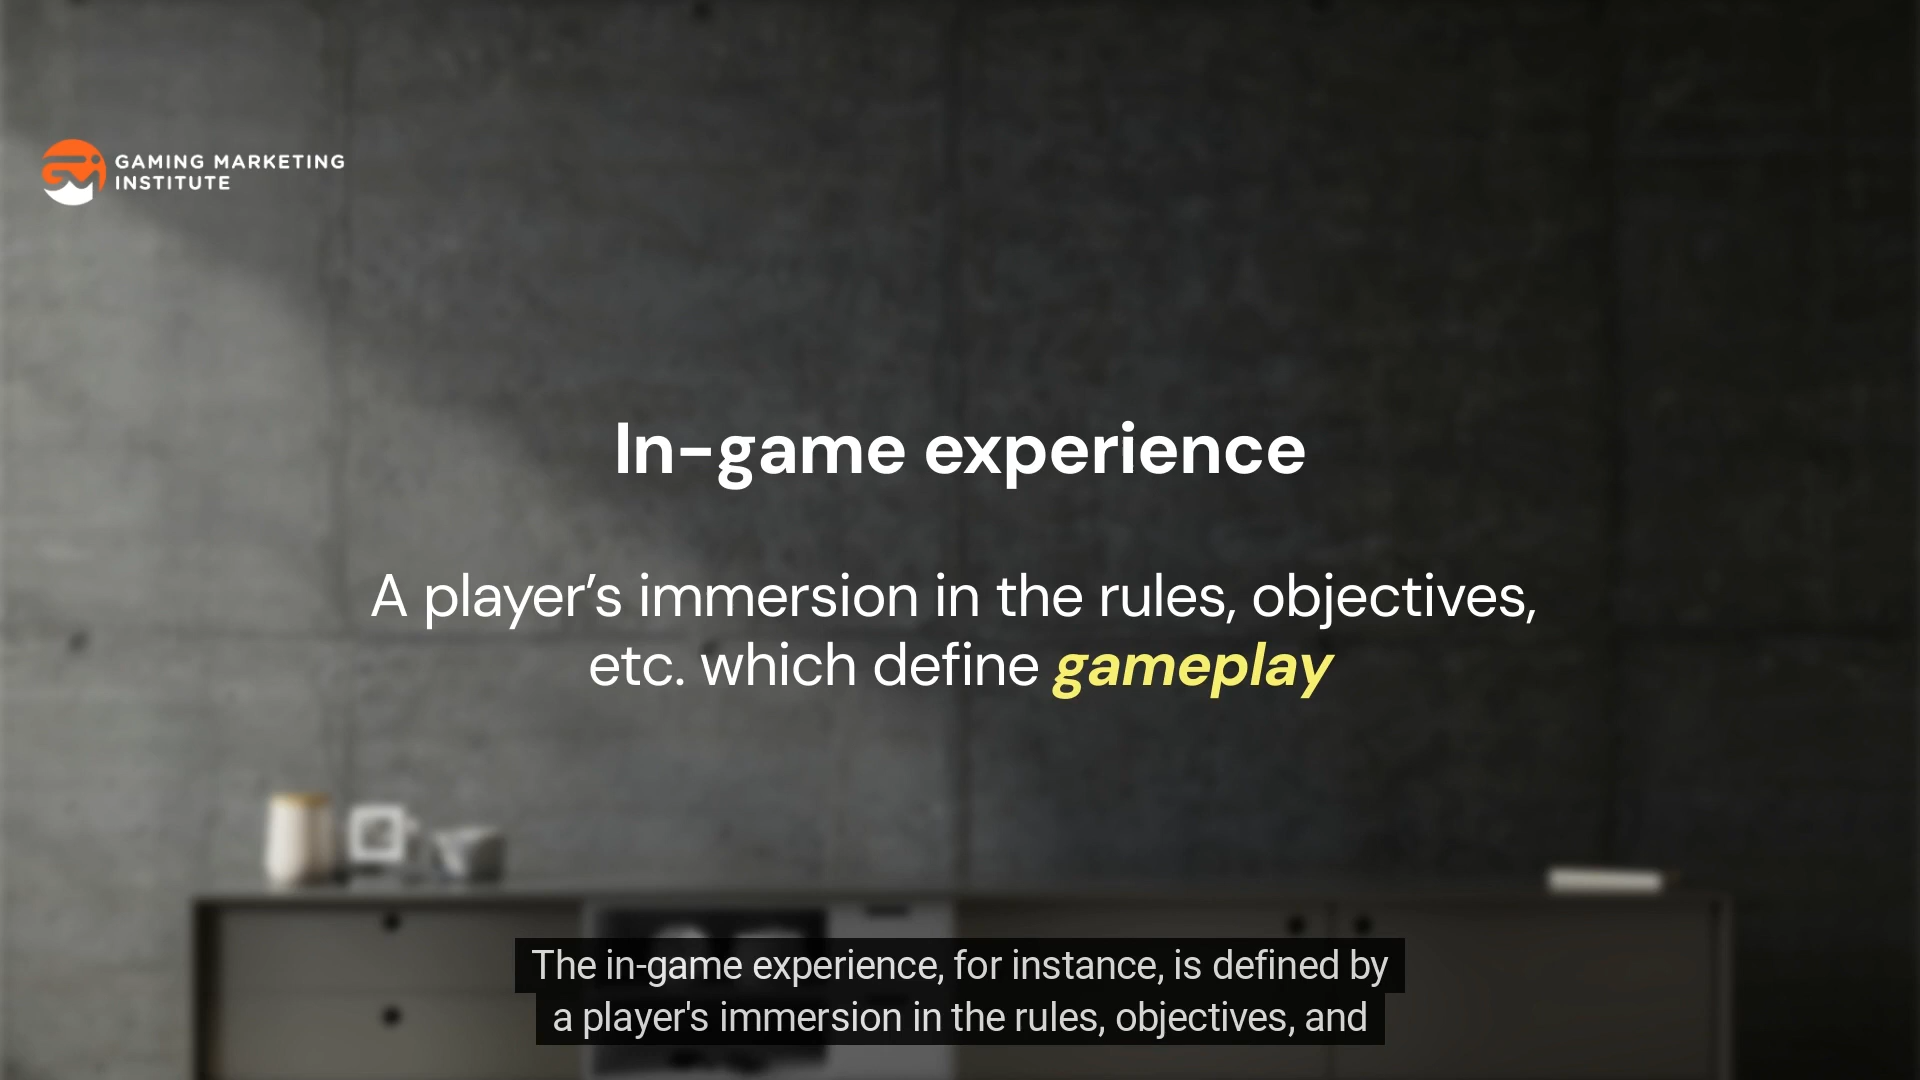 GAMING MARKETING
INSTITUTE
In-game experience
A player’s immersion in the rules, objectives,
etc. which define gameplay
The in-game experience, for instance, is defined by
a player's immersion in the rules, objectives, and